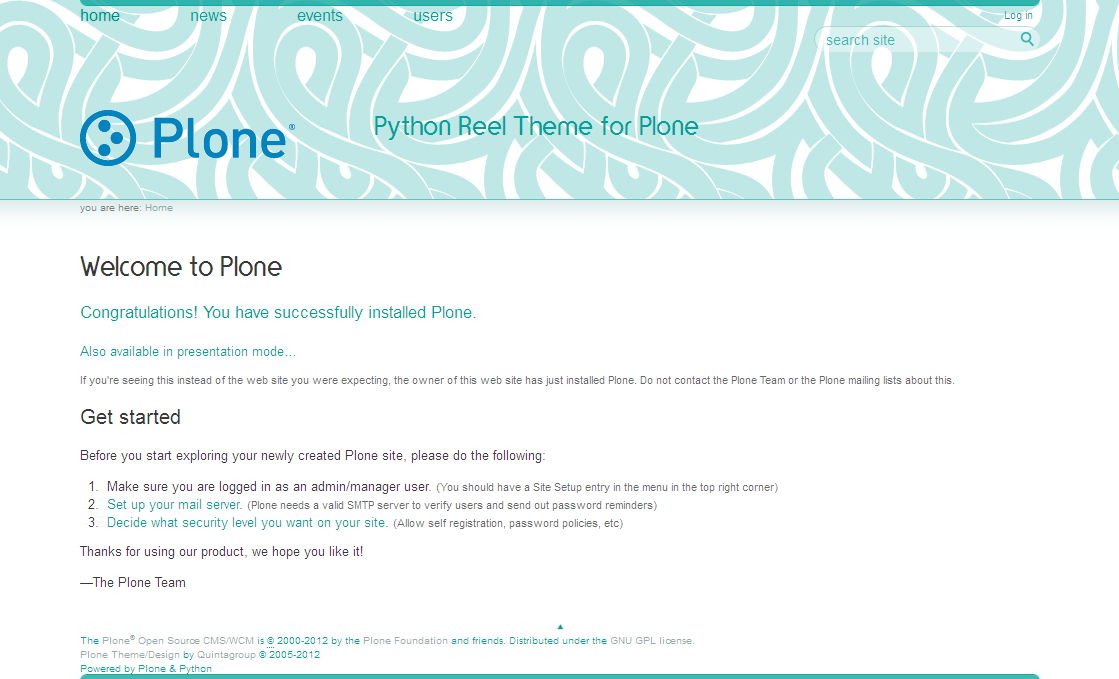 home news events users Log in
search site
Plone®
Python Reel Theme for Plone
you are here: Home
Welcome to Plone
Congratulations! You have successfully installed Plone.
Also available in presentation mode…
If you're seeing this instead of the web site you were expecting, the owner of this web site has just installed Plone. Do not contact the Plone Team or the Plone mailing lists about this.
Get started
Before you start exploring your newly created Plone site, please do the following:
1. Make sure you are logged in as an admin/manager user. (You should have a Site Setup entry in the menu in the top right corner)
2. Set up your mail server. (Plone needs a valid SMTP server to verify users and send out password reminders)
3. Decide what security level you want on your site. (Allow self registration, password policies, etc)
Thanks for using our product, we hope you like it!
—The Plone Team
The Plone® Open Source CMS/WCM is © 2000-2012 by the Plone Foundation and friends. Distributed under the GNU GPL license.
Plone Theme/Design by Quintagroup © 2005-2012
Powered by Plone & Python